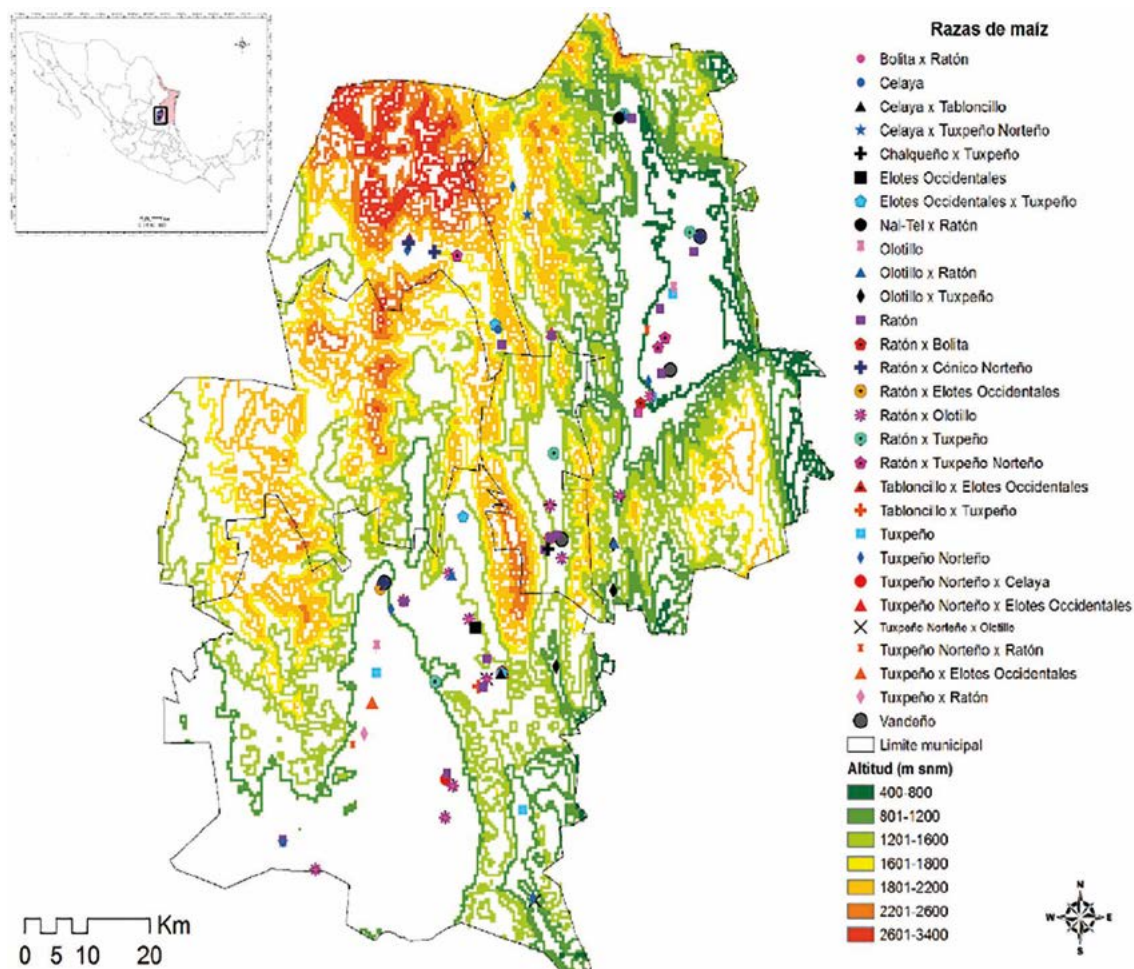 Razas de maíz
Bolita x Ratón
Celaya
Celaya x Tabloncillo
Celaya x Tuxpeño Norteño
Chalqueño x Tuxpeño
Elotes Occidentales
Elotes Occidentales x Tuxpeño
Nal-Tel x Ratón
Olotillo
Olotillo x Ratón
Olotillo x Tuxpeño
Ratón
Ratón x Bolita
Ratón x Cónico Norteño
Ratón x Elotes Occidentales
Ratón x Olotillo
Ratón x Tuxpeño
Ratón x Tuxpeño Norteño
Tabloncillo x Elotes Occidentales
Tabloncillo x Tuxpeño
Tuxpeño
Tuxpeño Norteño
Tuxpeño Norteño x Celaya
Tuxpeño Norteño x Elotes Occidentales
Tuxpeño Norteño x Olotillo
Tuxpeño Norteño x Ratón
Tuxpeño x Elotes Occidentales
Tuxpeño x Ratón
Vandeño
Límite municipal
Altitud (m snm)
400-800
801-1200
1201-1600
1601-1800
1801-2200
2201-2600
2601-3400
Km
0 5 10 20
N
W E
S